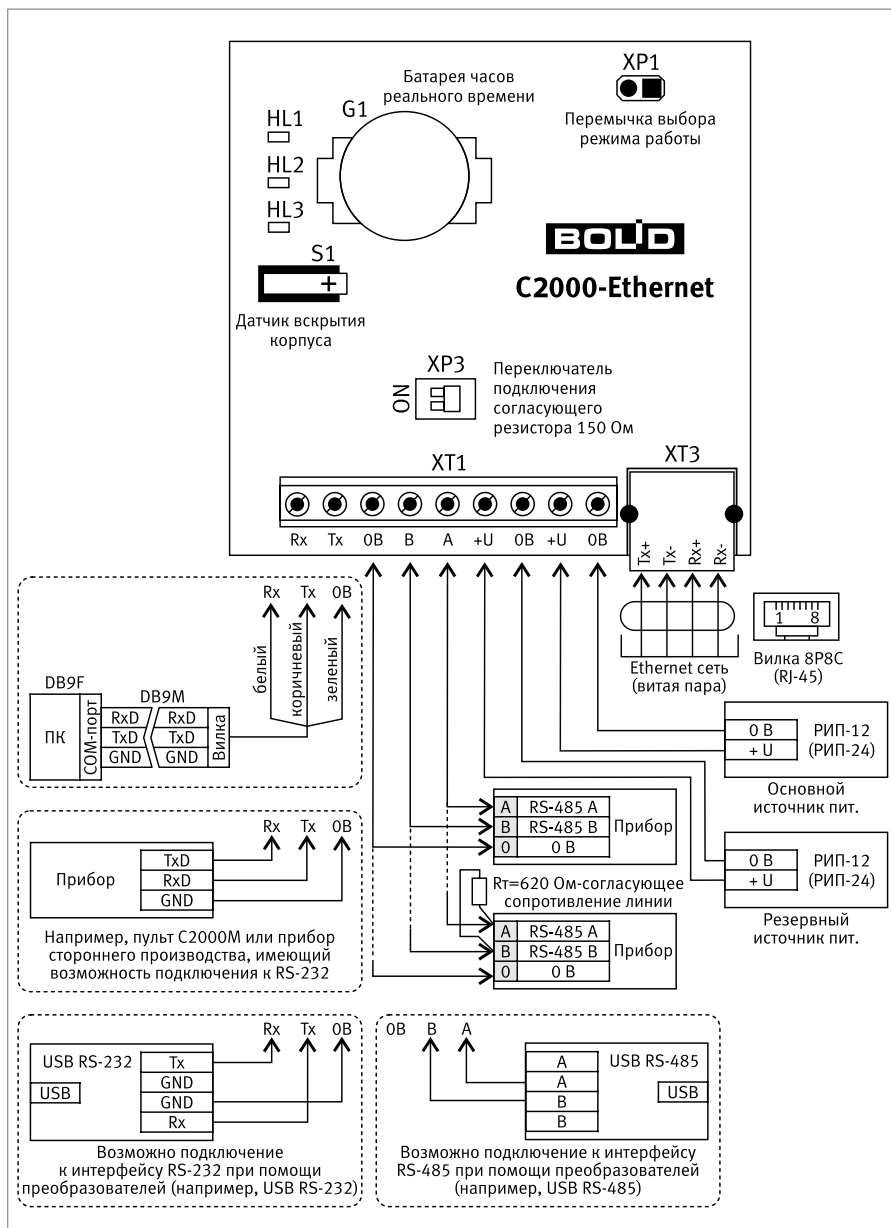 Батарея часов
реального времени
G1
XP1
Перемычка выбора
режима работы
HL1
HL2
HL3
BOLID
C2000-Ethernet
S1
+
Датчик вскрытия
корпуса
XP3
ON
Переключатель
подключения
согласующего
резистора 150 Ом
XT1
XT3
Rx Tx 0В B A +U 0В +U 0В
Tx+ Tx- Rx+ Rx-
Ethernet сеть
(витая пара)
1 8
Вилка 8P8C
(RJ-45)
Rx Tx 0В
белый
коричневый
зеленый
DB9F
DB9M
ПК
COM-порт
RxD RxD
TxD TxD
GND GND
Вилка
0 В
+ U
РИП-12
(РИП-24)
Основной
источник пит.
0 В
+ U
РИП-12
(РИП-24)
Резервный
источник пит.
A RS-485 A
B RS-485 B
0 0 В
Прибор
Rт=620 Ом-согласующее
сопротивление линии
A RS-485 A
B RS-485 B
0 0 В
Прибор
Rx Tx 0В
Прибор
TxD
RxD
GND
Например, пульт С2000М или прибор
стороннего производства, имеющий
возможность подключения к RS-232
Rx Tx 0В
USB RS-232
USB
Tx
GND
GND
Rx
Возможно подключение
к интерфейсу RS-232 при помощи
преобразователей (например, USB RS-232)
0В B A
A
A
B
B
USB RS-485
USB
Возможно подключение к интерфейсу
RS-485 при помощи преобразователей
(например, USB RS-485)